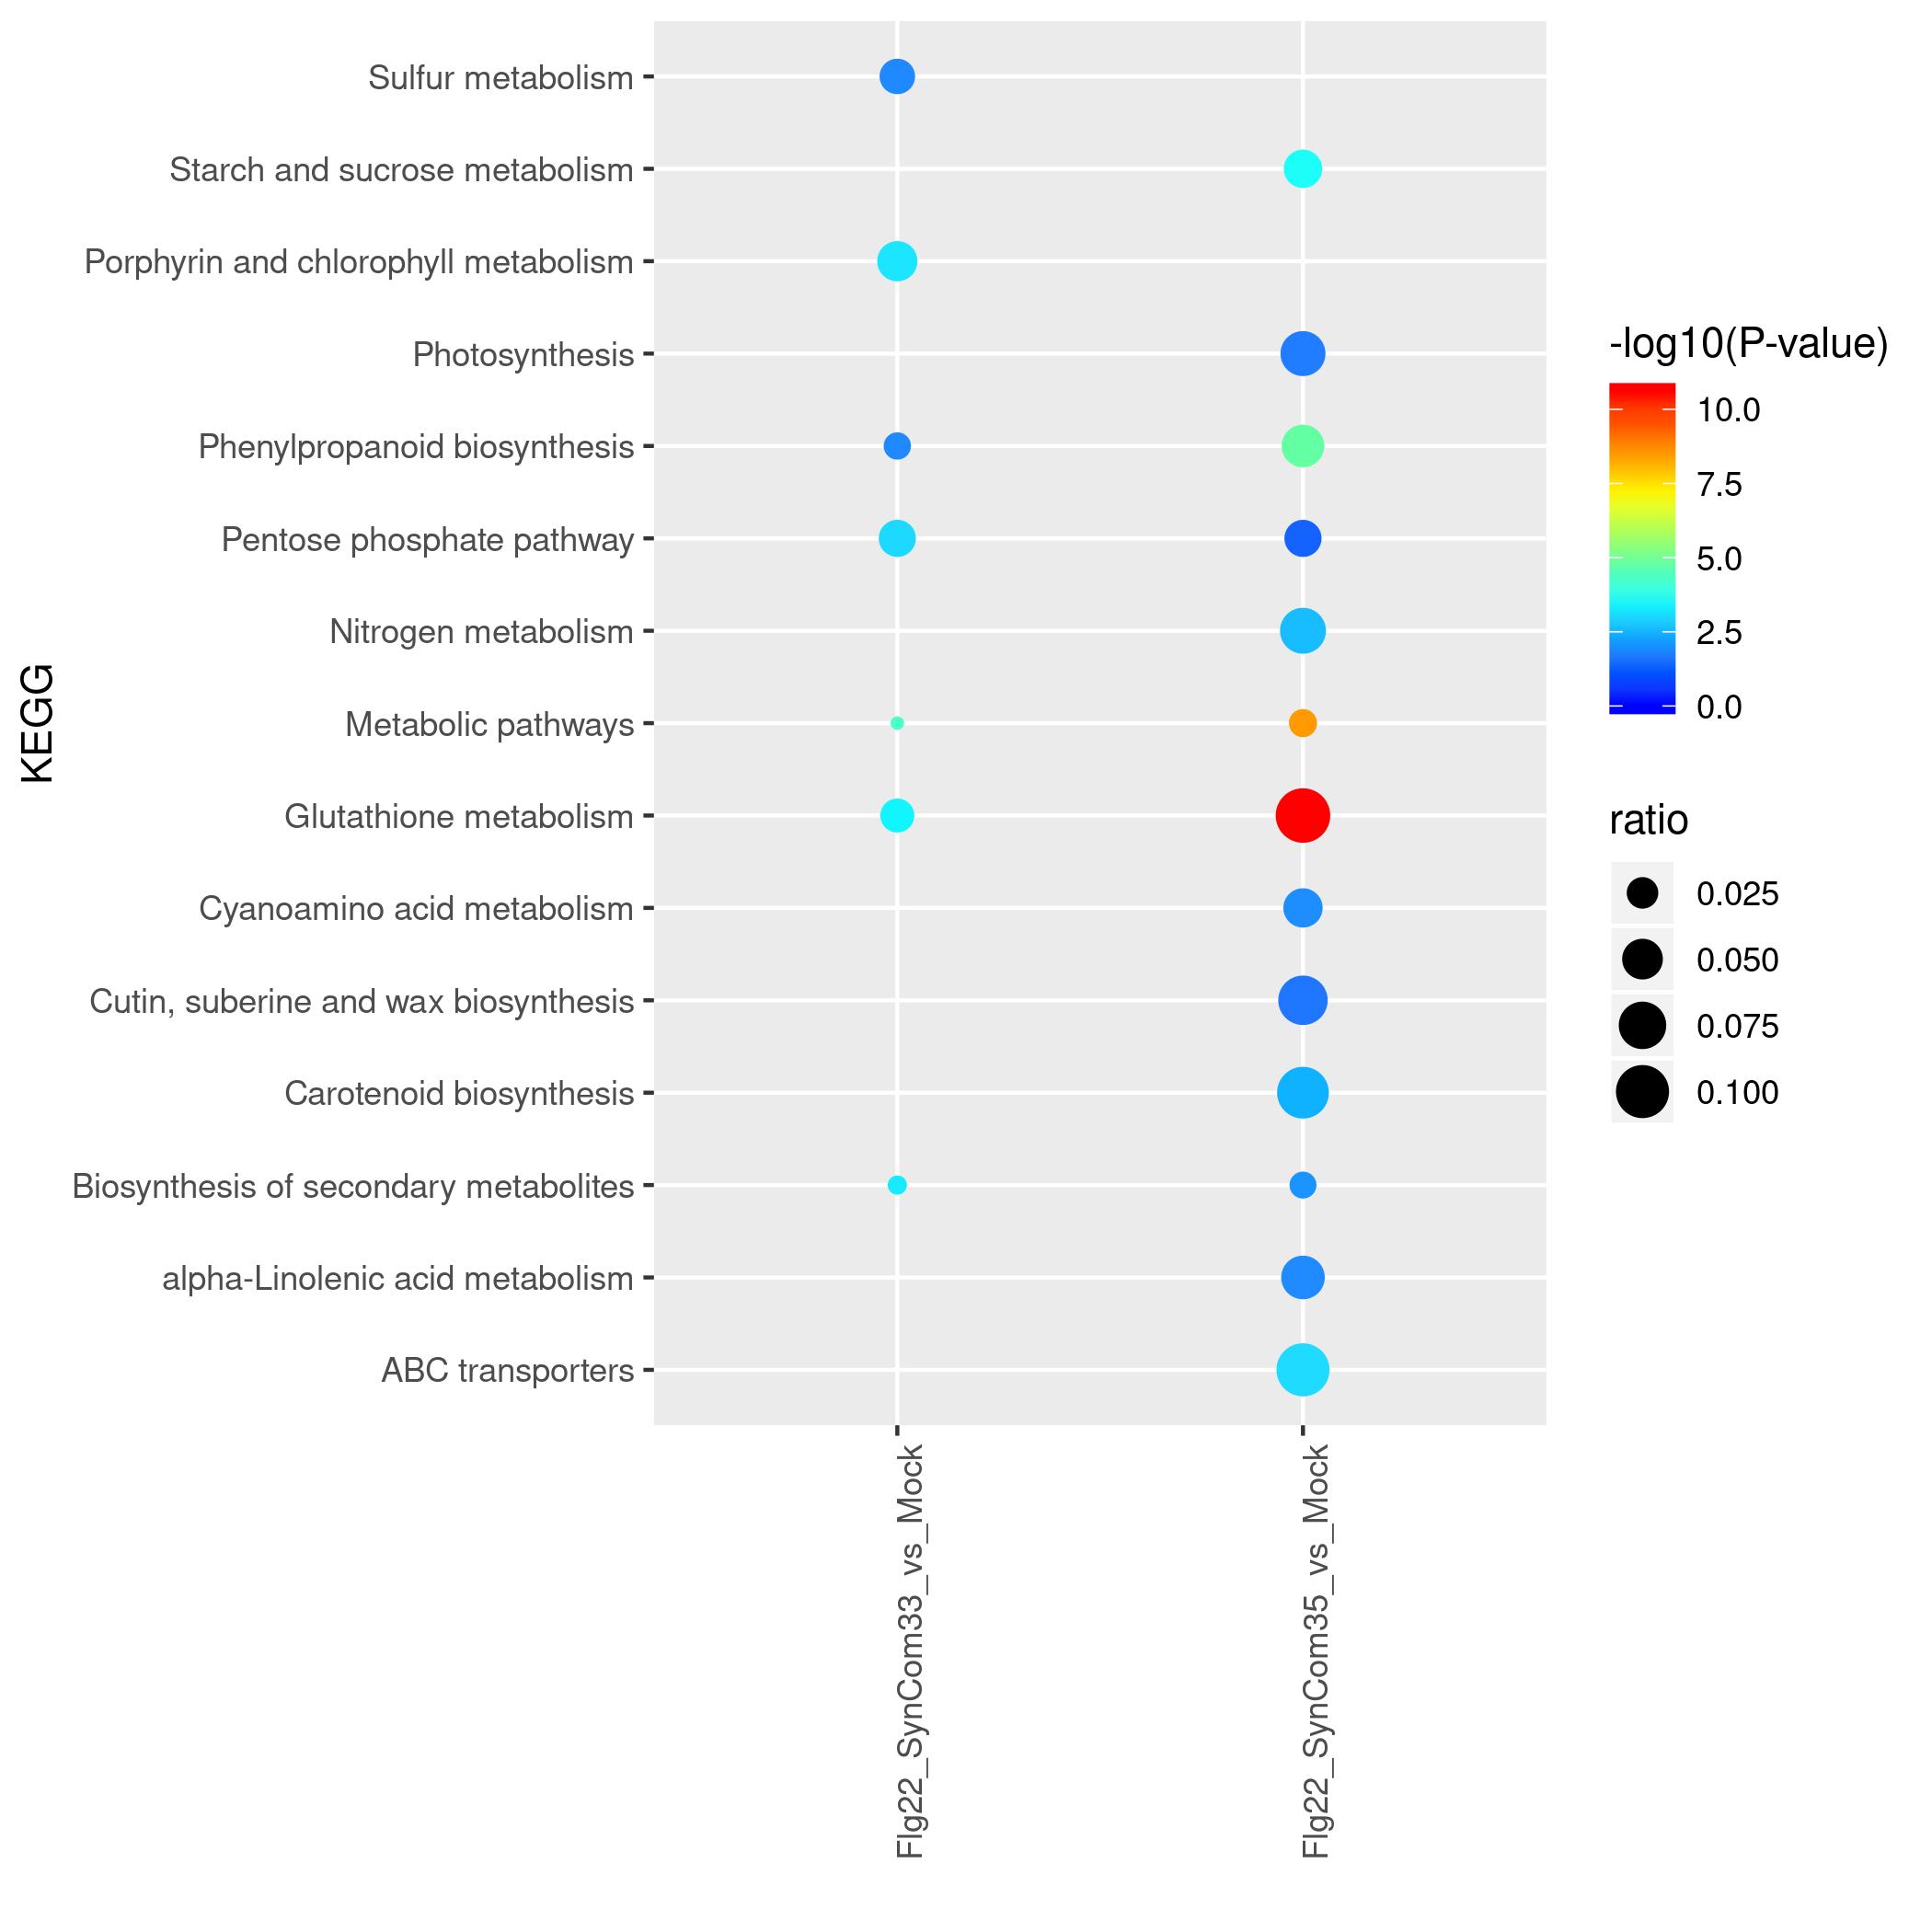 Sulfur metabolism
Starch and sucrose metabolism
Porphyrin and chlorophyll metabolism
Photosynthesis
Phenylpropanoid biosynthesis
Pentose phosphate pathway
Nitrogen metabolism
Metabolic pathways
Glutathione metabolism
Cyanoamino acid metabolism
Cutin, suberine and wax biosynthesis
Carotenoid biosynthesis
Biosynthesis of secondary metabolites
alpha-Linolenic acid metabolism
ABC transporters
KEGG
Flg22_SynCom33_vs_Mock
Flg22_SynCom35_vs_Mock
-log10(P-value)
10.0
7.5
5.0
2.5
0.0
ratio
0.025
0.050
0.075
0.100